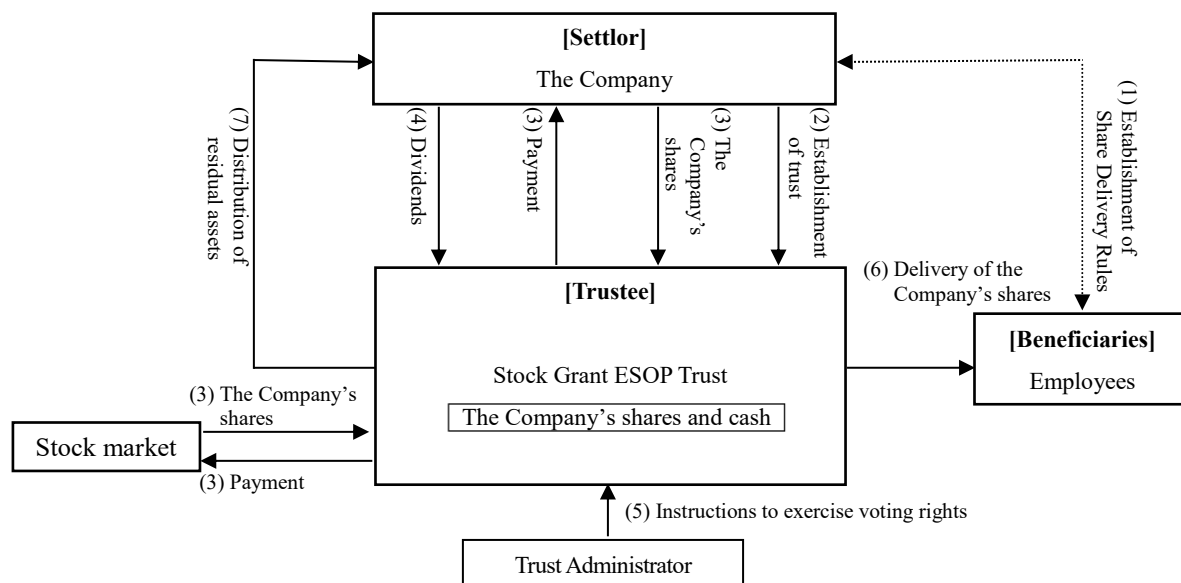 [Settlor]
The Company
(7) Distribution of
residual assets
(4) Dividends
(3) Payment
(3) The
Company’s
shares
(2) Establishment
of trust
(1) Establishment of
Share Delivery Rules
[Trustee]
Stock Grant ESOP Trust
The Company’s shares and cash
(6) Delivery of the
Company’s shares
[Beneficiaries]
Employees
(3) The Company’s
shares
Stock market
(3) Payment
(5) Instructions to exercise voting rights
Trust Administrator